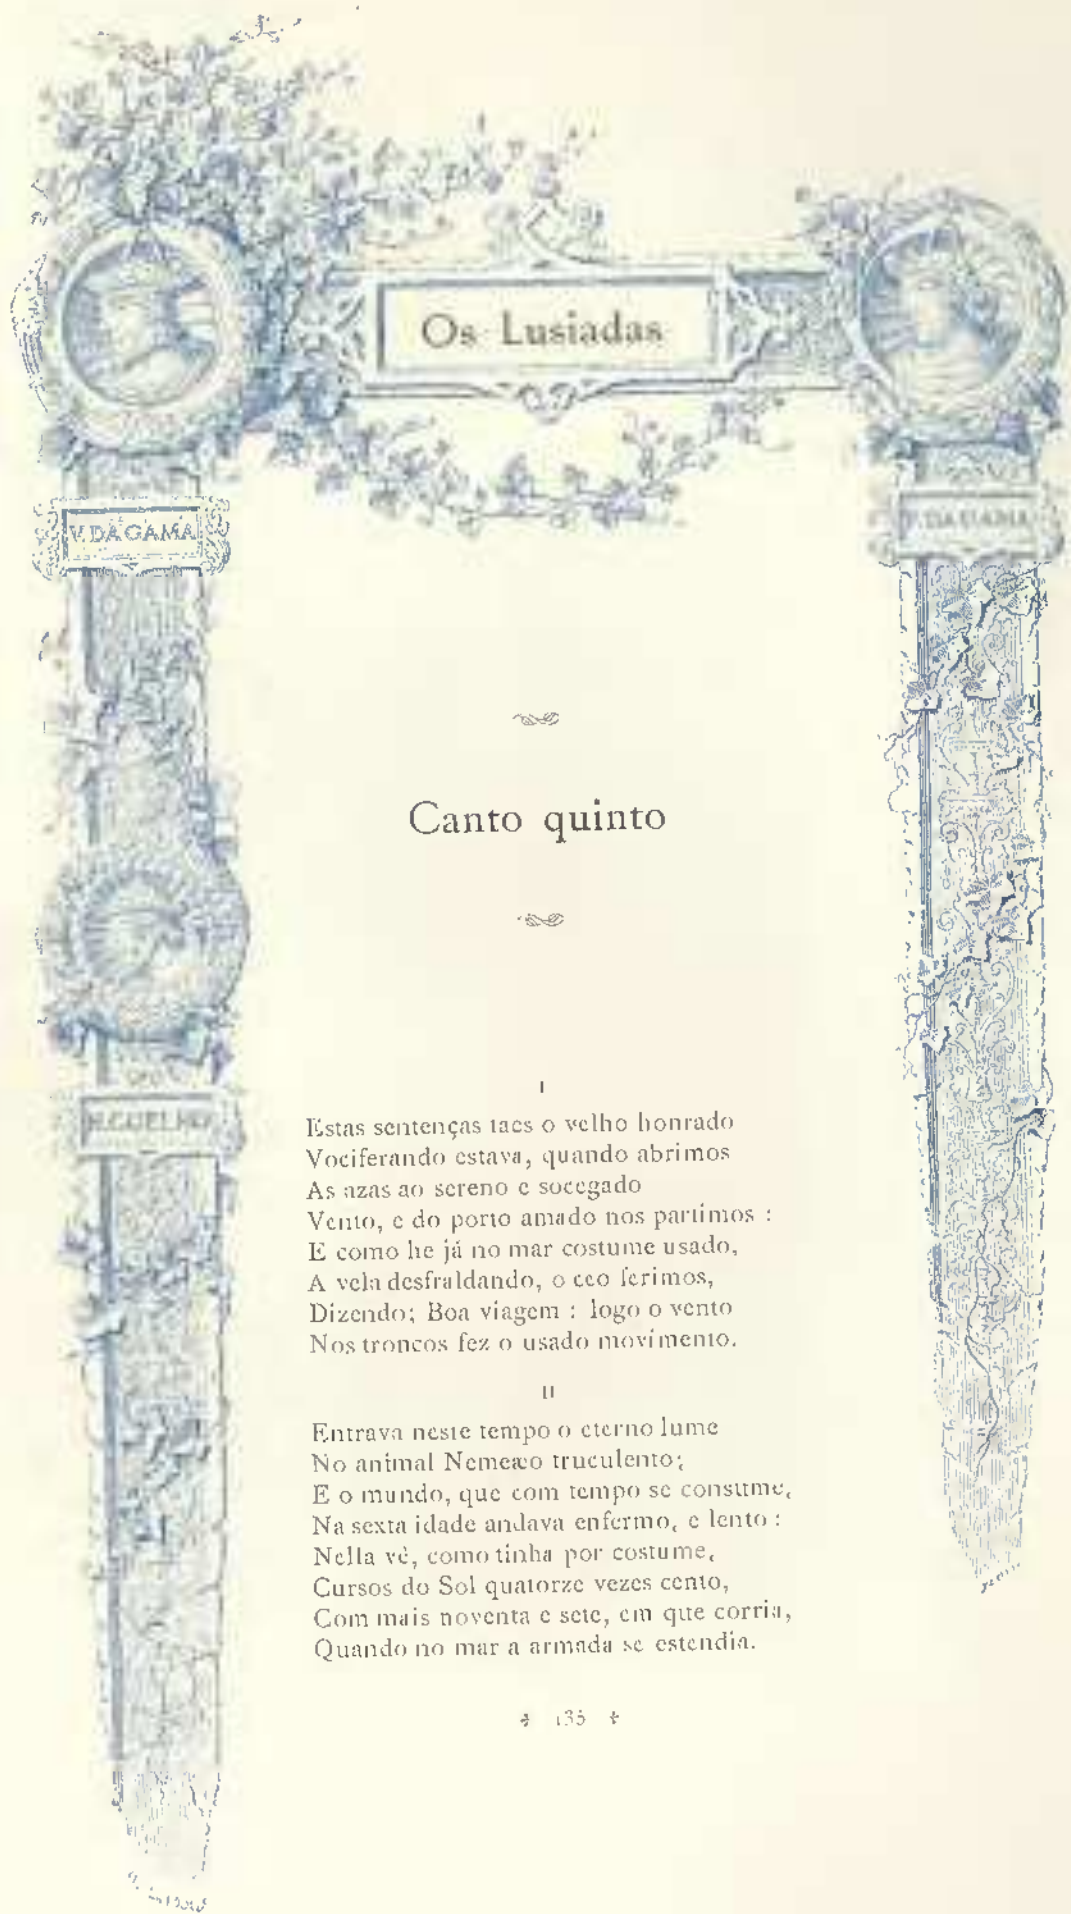 Os Lusiadas
V. DA GAMA
V. DA GAMA
Canto quinto
N. COELHO
I
Estas sentenças taes o velho honrado
Vociferando estava, quando abrimos
As azas ao sereno e socegado
Vento, e do porto amado nos partimos :
E como he já no mar costume usado,
A vela desfraldando, o ceo ferimos,
Dizendo; Boa viagem : logo o vento
Nos troncos fez o usado movimento.
II
Entrava neste tempo o eterno lume
No animal Nemeæo truculento;
E o mundo, que com tempo se consume,
Na sexta idade andava enfermo, e lento :
Nella vê, como tinha por costume,
Cursos do Sol quatorze vezes cento,
Com mais noventa e sete, em que corria,
Quando no mar a armada se estendia.